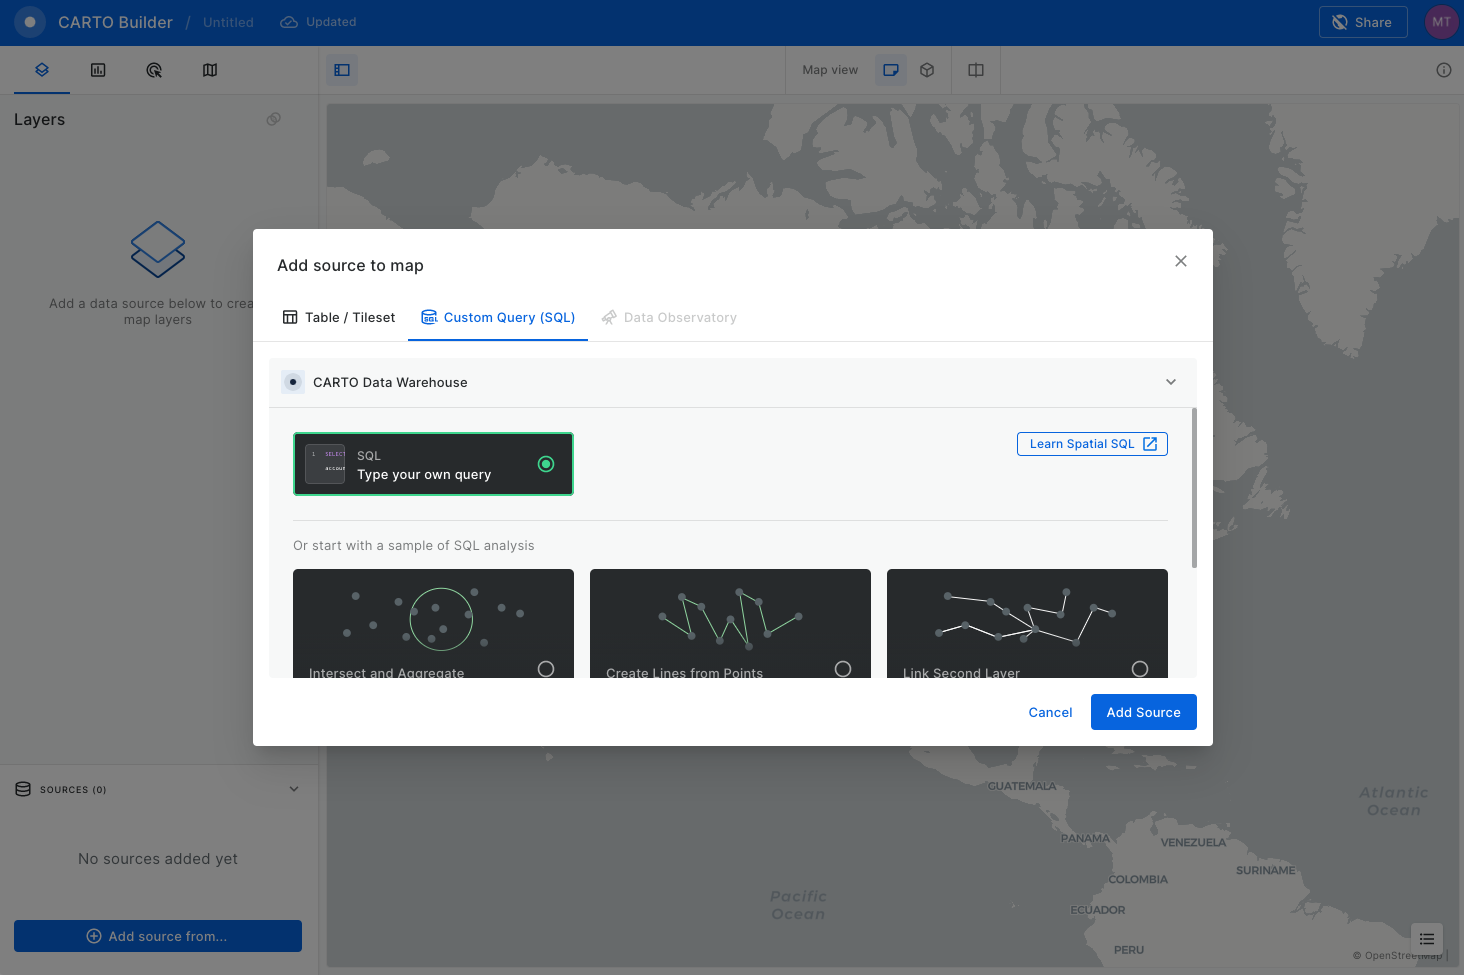 CARTO Builder / Untitled Updated Share MT
Map view
Layers
Add a data source below to crea
map layers
Add source to map
Table / Tileset Custom Query (SQL) Data Observatory
CARTO Data Warehouse
1 SELECT
accoun
SQL
Type your own query
Learn Spatial SQL
Or start with a sample of SQL analysis
Intersect and Aggregate Create Lines from Points Link Second Layer
Cancel Add Source
SOURCES (0)
No sources added yet
Add source from...
GUATEMALA
Atlantic
Ocean
PANAMA
VENEZUELA
SURINAME
COLOMBIA
Pacific
Ocean
ECUADOR
PERU
© OpenStreetMap